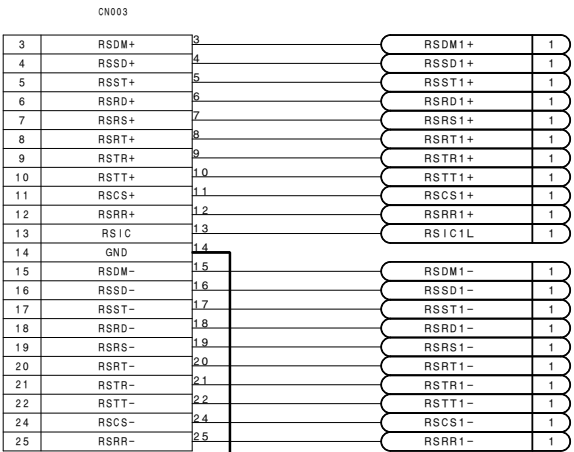 CN003
3 RSDM+ 3 RSDM1+ 1
4 RSSD+ 4 RSSD1+ 1
5 RSST+ 5 RSST1+ 1
6 RSRD+ 6 RSRD1+ 1
7 RSRS+ 7 RSRS1+ 1
8 RSRT+ 8 RSRT1+ 1
9 RSTR+ 9 RSTR1+ 1
10 RSTT+ 10 RSTT1+ 1
11 RSCS+ 11 RSCS1+ 1
12 RSRR+ 12 RSRR1+ 1
13 RSIC 13 RSIC1L 1
14 GND 14
15 RSDM- 15 RSDM1- 1
16 RSSD- 16 RSSD1- 1
17 RSST- 17 RSST1- 1
18 RSRD- 18 RSRD1- 1
19 RSRS- 19 RSRS1- 1
20 RSRT- 20 RSRT1- 1
21 RSTR- 21 RSTR1- 1
22 RSTT- 22 RSTT1- 1
24 RSCS- 24 RSCS1- 1
25 RSRR- 25 RSRR1- 1